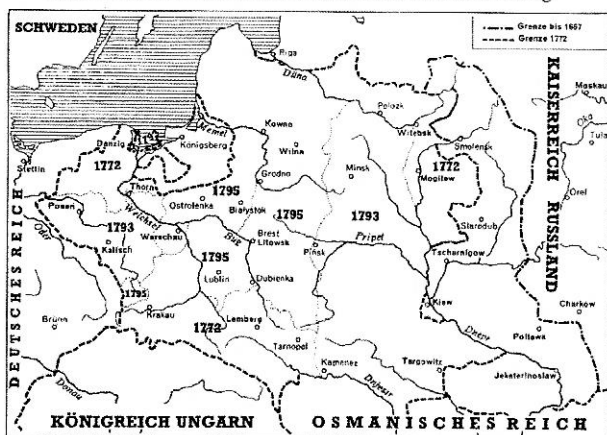 Grenze bis 1667
Grenze 1772
SCHWEDEN
KAISERREICH RUSSLAND
DEUTSCHES REICH
Riga
Düna
Moskau
Oka
Tula
Polozk
Witebsk
Smolensk
Memel
Kowno
Wilna
Königsberg
Danzig
Stettin
1772
Minsk
1772
Mogilew
Orel
Grodno
Thorn
1795
Ostrolenka
Białystok
1795
1793
Starodub
Posen
Weichsel
1793
Warschau
Bug
Brest
Litowsk
Pripet
Pińsk
Tschernigow
Kalisch
Oder
1795
Lublin
Dubienka
1795
Kiew
Charkow
Brünn
Krakau
1772
Lemberg
Tarnopol
Dnepr
Poltawa
Kamenez
Targowitz
Jekaterinoslaw
Donau
Dnjestr
KÖNIGREICH UNGARN
OSMANISCHES REICH